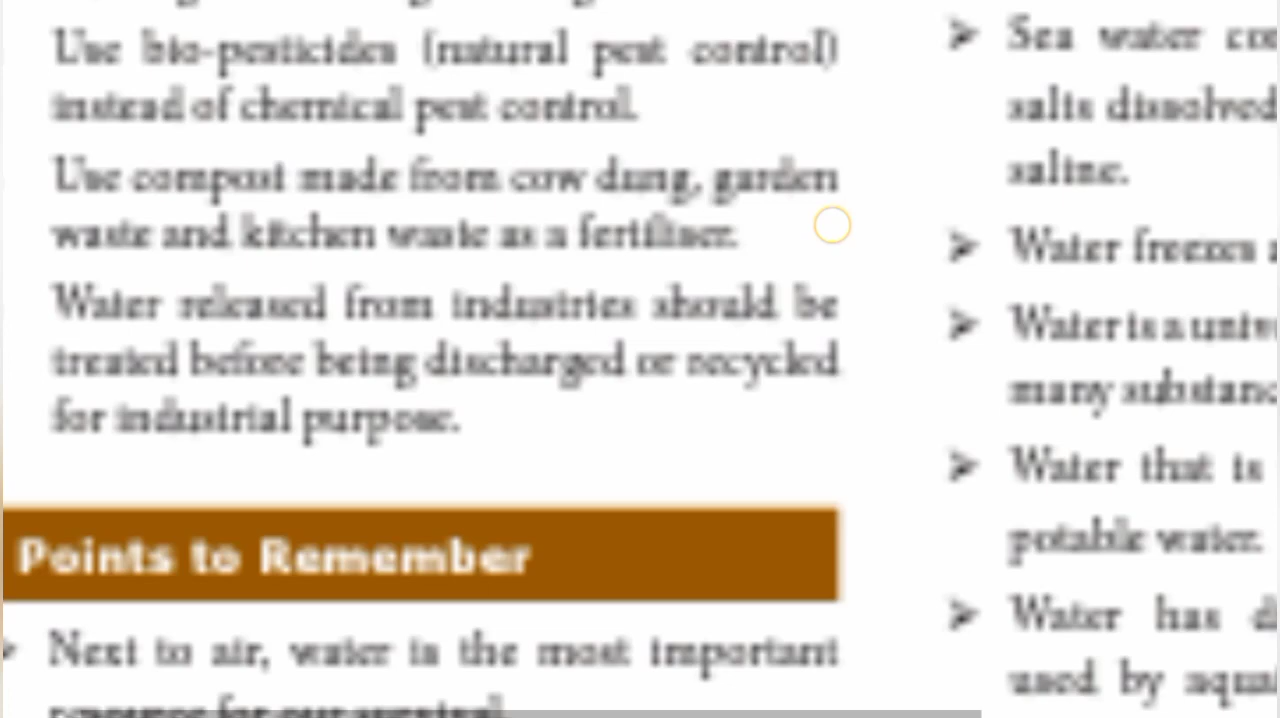 Use bio-pesticides (natural pest control)
instead of chemical pest control.
Use compost made from cow dung, garden
waste and kitchen waste as a fertiliser.
Water released from industries should be
treated before being discharged or recycled
for industrial purpose.
Points to Remember
➤ Next to air, water is the most important
for our survival.
➤ Sea water
salts dissolved
saline.
➤ Water freezes
➤ Water is a
many
➤ Water that is
potable water.
➤ Water has
used by